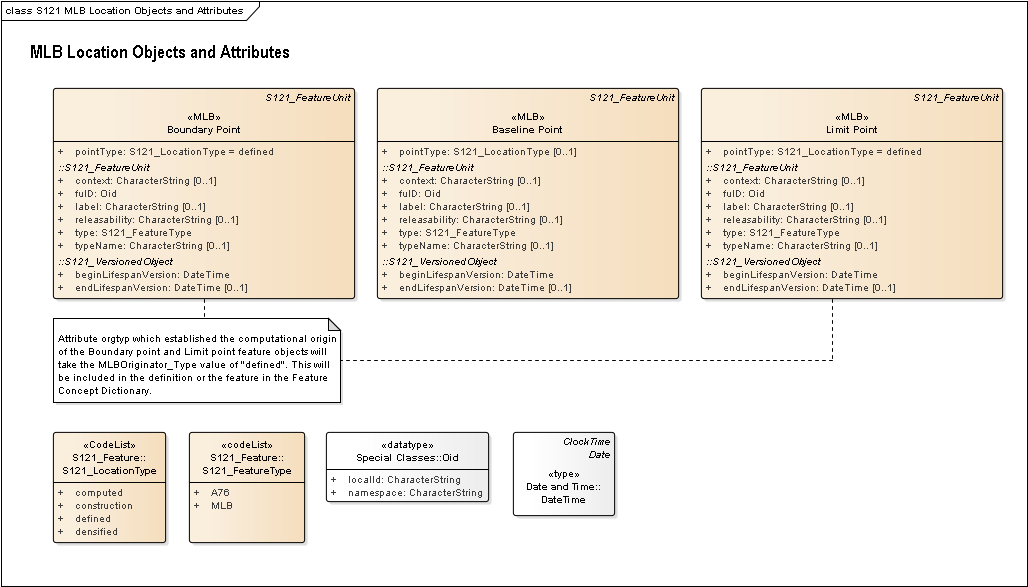 class S121 MLB Location Objects and Attributes
MLB Location Objects and Attributes
S121_FeatureUnit
«MLB»
Boundary Point
+ pointType: S121_LocationType = defined
::S121_FeatureUnit
+ context: CharacterString [0..1]
+ fuID: Oid
+ label: CharacterString [0..1]
+ releasability: CharacterString [0..1]
+ type: S121_FeatureType
+ typeName: CharacterString [0..1]
::S121_VersionedObject
+ beginLifespanVersion: DateTime
+ endLifespanVersion: DateTime [0..1]
S121_FeatureUnit
«MLB»
Baseline Point
+ pointType: S121_LocationType [0..1]
::S121_FeatureUnit
+ context: CharacterString [0..1]
+ fuID: Oid
+ label: CharacterString [0..1]
+ releasability: CharacterString [0..1]
+ type: S121_FeatureType
+ typeName: CharacterString [0..1]
::S121_VersionedObject
+ beginLifespanVersion: DateTime
+ endLifespanVersion: DateTime [0..1]
S121_FeatureUnit
«MLB»
Limit Point
+ pointType: S121_LocationType = defined
::S121_FeatureUnit
+ context: CharacterString [0..1]
+ fuID: Oid
+ label: CharacterString [0..1]
+ releasability: CharacterString [0..1]
+ type: S121_FeatureType
+ typeName: CharacterString [0..1]
::S121_VersionedObject
+ beginLifespanVersion: DateTime
+ endLifespanVersion: DateTime [0..1]
Attribute orgtyp which established the computational origin
of the Boundary point and Limit point feature objects will
take the MLBOriginator_Type value of "defined". This will
be included in the definition or the feature in the Feature
Concept Dictionary.
«CodeList»
S121_Feature::
S121_LocationType
+ computed
+ construction
+ defined
+ densified
«codeList»
S121_Feature::
S121_FeatureType
+ A76
+ MLB
«datatype»
Special Classes::Oid
+ localId: CharacterString
+ namespace: CharacterString
ClockTime
Date
«type»
Date and Time::
DateTime